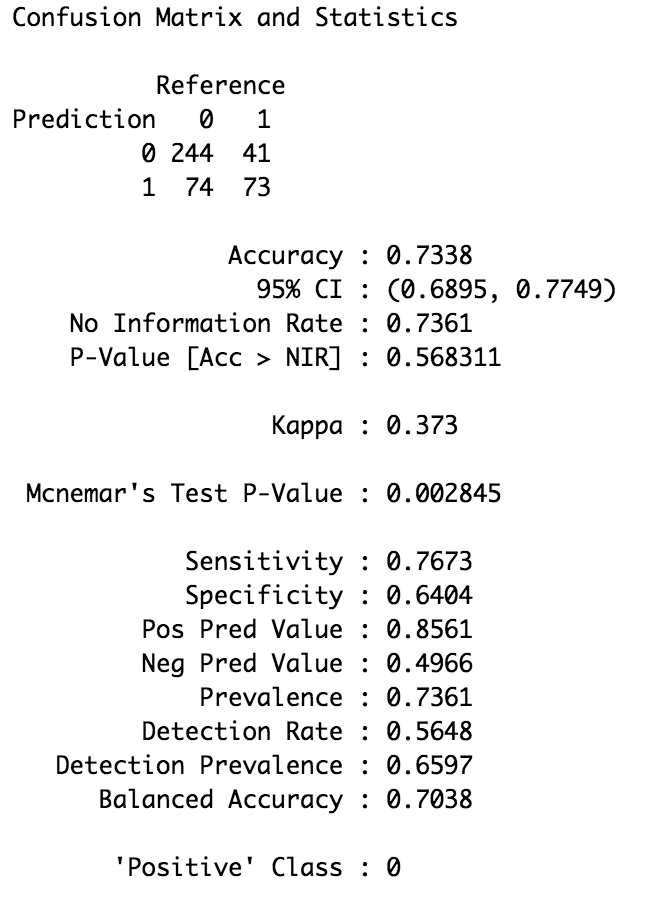 Confusion Matrix and Statistics
Reference
Prediction 0 1
0 244 41
1 74 73
Accuracy : 0.7338
95% CI : (0.6895, 0.7749)
No Information Rate : 0.7361
P-Value [Acc > NIR] : 0.568311
Kappa : 0.373
Mcnemar's Test P-Value : 0.002845
Sensitivity : 0.7673
Specificity : 0.6404
Pos Pred Value : 0.8561
Neg Pred Value : 0.4966
Prevalence : 0.7361
Detection Rate : 0.5648
Detection Prevalence : 0.6597
Balanced Accuracy : 0.7038
'Positive' Class : 0